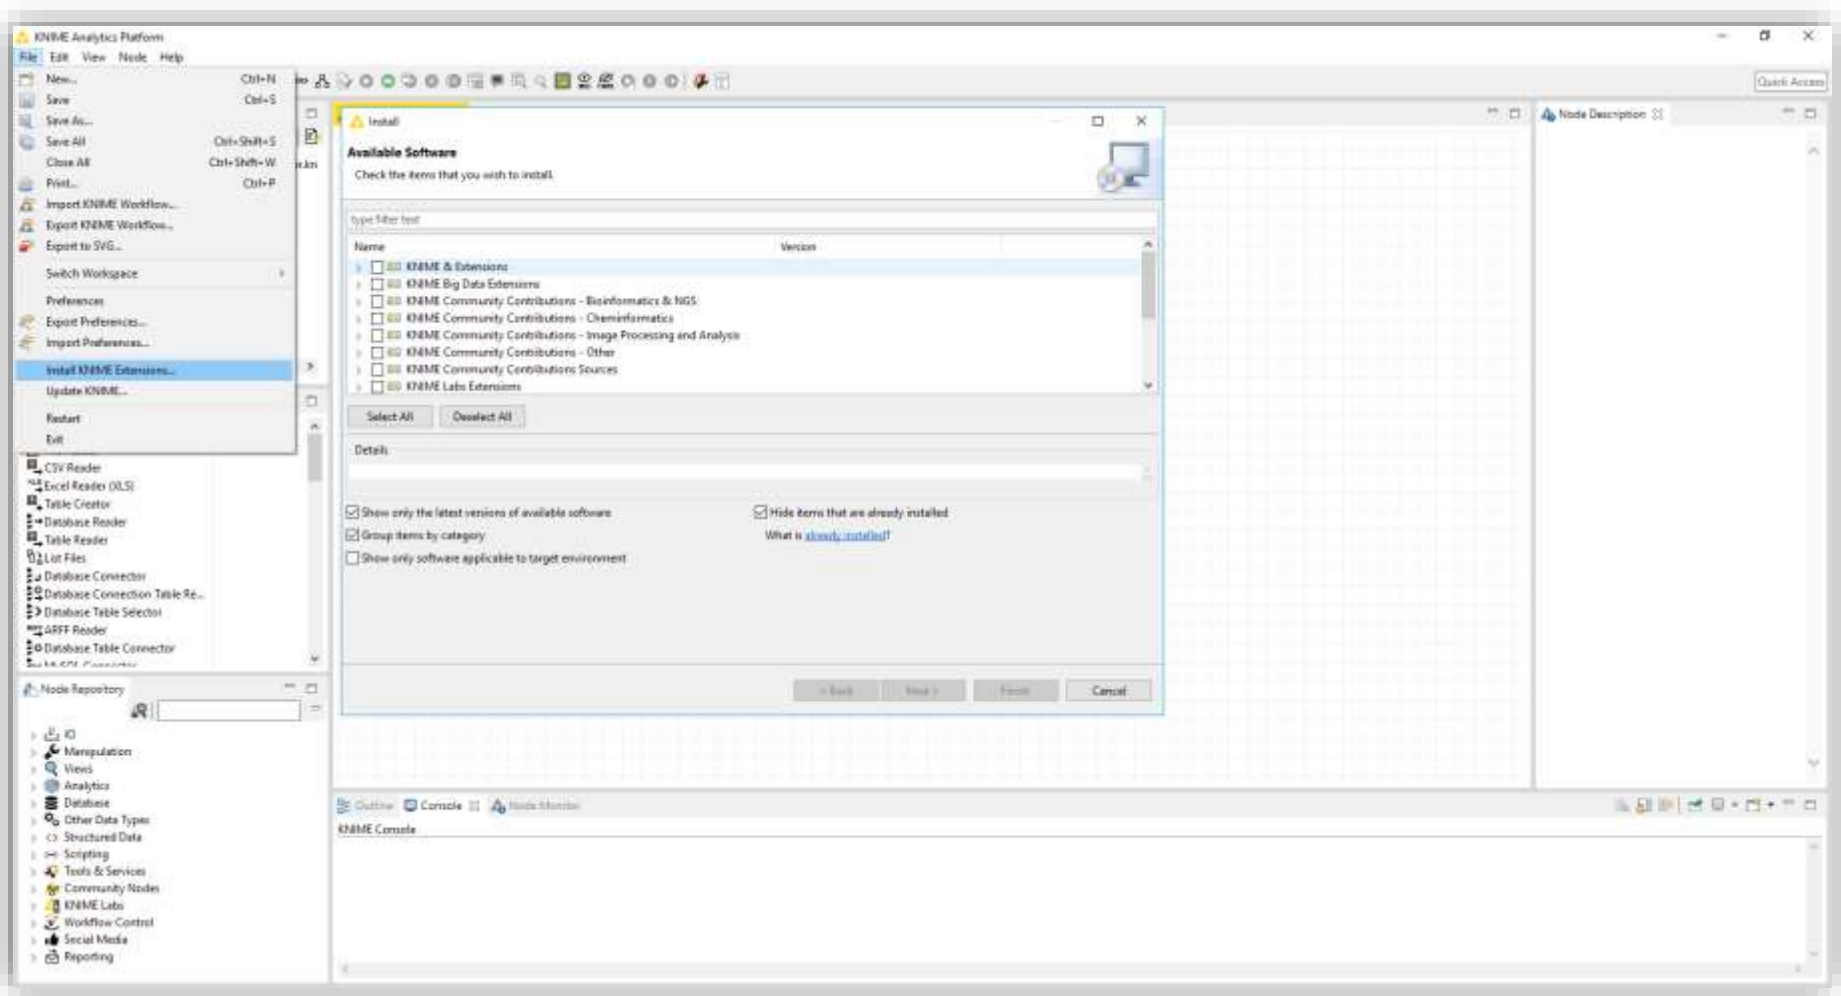 KNIME Analytics Platform
File Edit View Node Help
New... Ctrl+N
Save Ctrl+S
Save As...
Save All Ctrl+Shift+S
Close All Ctrl+Shift+W
Print... Ctrl+P
Import KNIME Workflow...
Export KNIME Workflow...
Export to SVG...
Switch Workspace
Preferences
Export Preferences...
Import Preferences...
Install KNIME Extensions...
Update KNIME...
Restart
Exit
CSV Reader
Excel Reader (XLS)
Table Creator
Database Reader
Table Reader
List Files
Database Connector
Database Connection Table Re...
Database Table Selector
ARFF Reader
Database Table Connector
Node Repository
IO
Manipulation
Views
Analytics
Database
Other Data Types
Structured Data
Scripting
Tools & Services
Community Nodes
KNIME Labs
Workflow Control
Social Media
Reporting
Install
Available Software
Check the items that you wish to install.
type filter text
Name Version
KNIME & Extensions
KNIME Big Data Extensions
KNIME Community Contributions - Bioinformatics & NGS
KNIME Community Contributions - Cheminformatics
KNIME Community Contributions - Image Processing and Analysis
KNIME Community Contributions - Other
KNIME Community Contributions Sources
KNIME Labs Extensions
Select All Deselect All
Details
Show only the latest versions of available software Hide items that are already installed
Group items by category What is already installed?
Show only software applicable to target environment
< Back Next > Finish Cancel
Outline Console Node Monitor
KNIME Console
Quick Access
Node Description